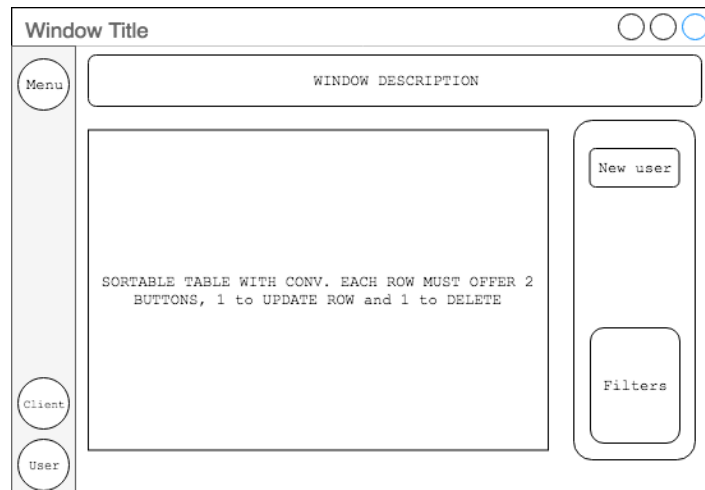 Window Title
Menu
WINDOW DESCRIPTION
SORTABLE TABLE WITH CONV. EACH ROW MUST OFFER 2
BUTTONS, 1 to UPDATE ROW and 1 to DELETE
New user
Filters
Client
User